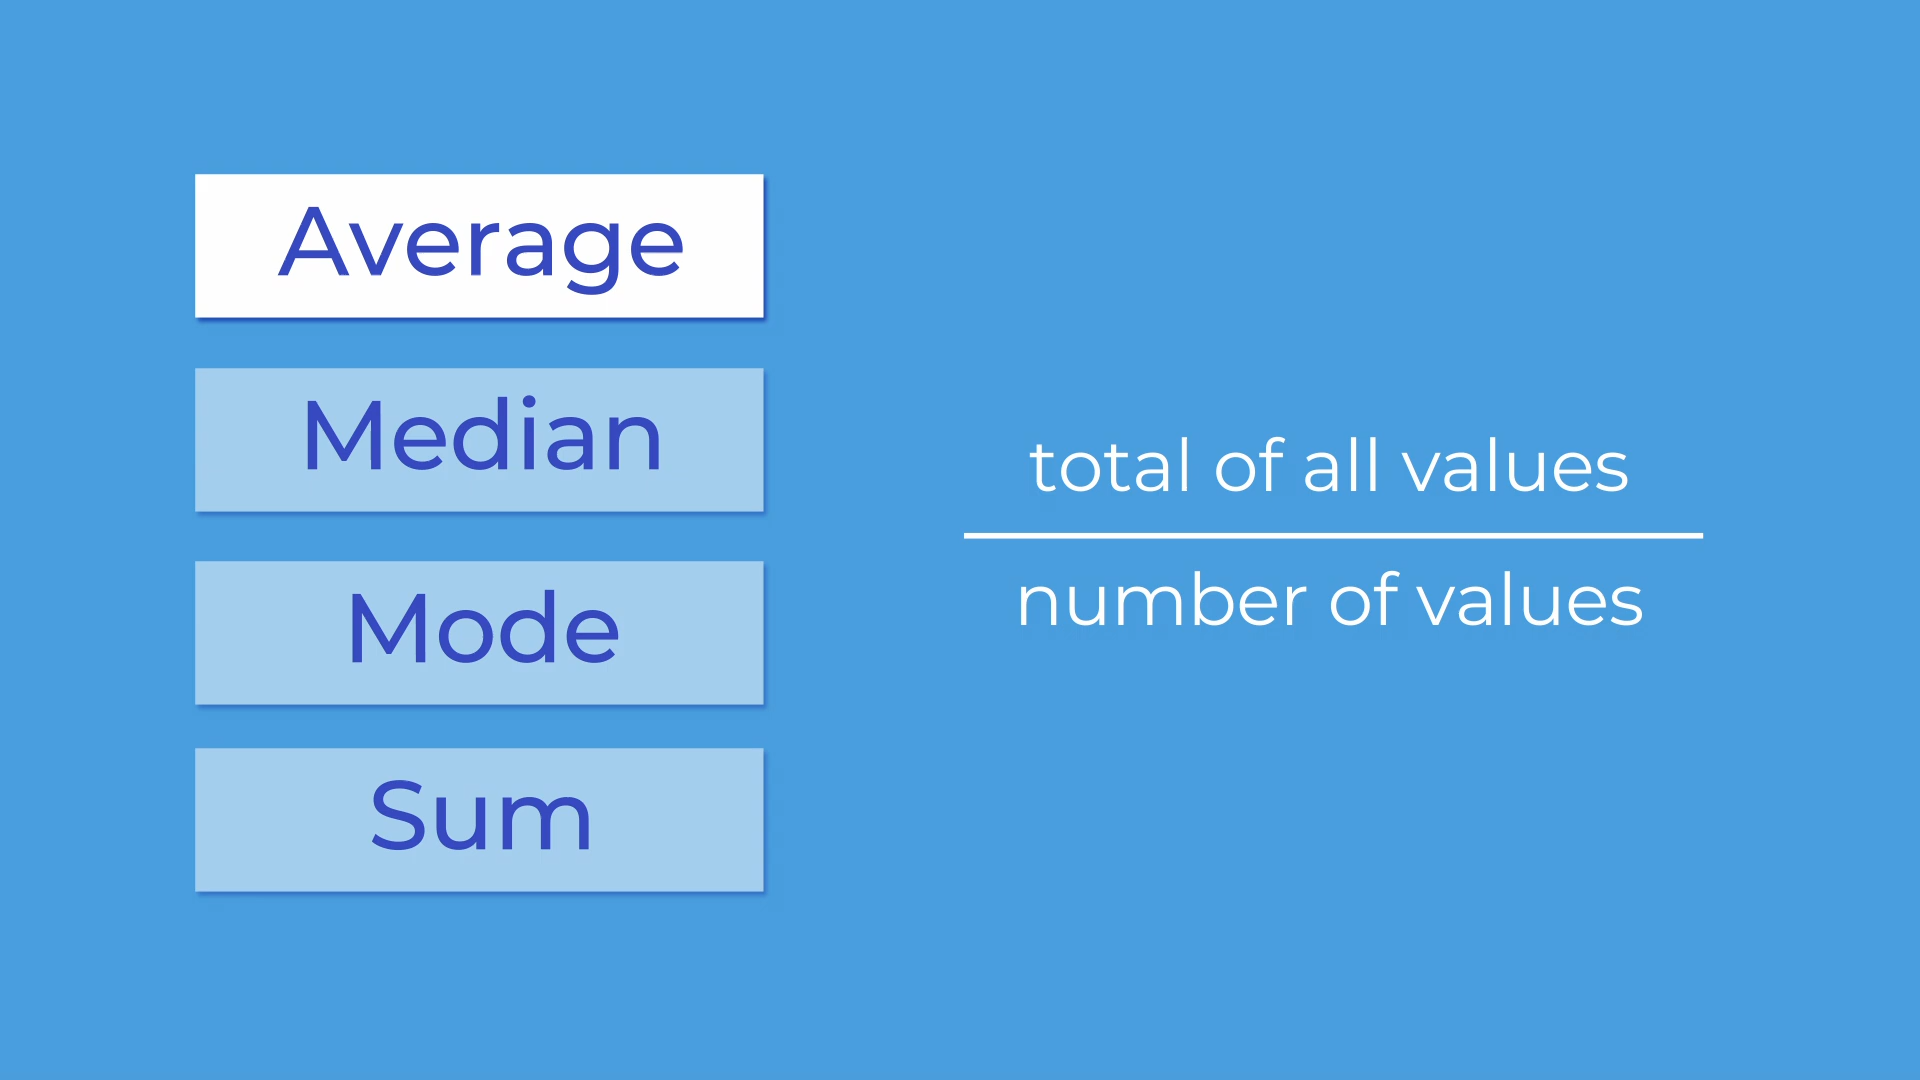 Average
Median
Mode
Sum
total of all values
number of values